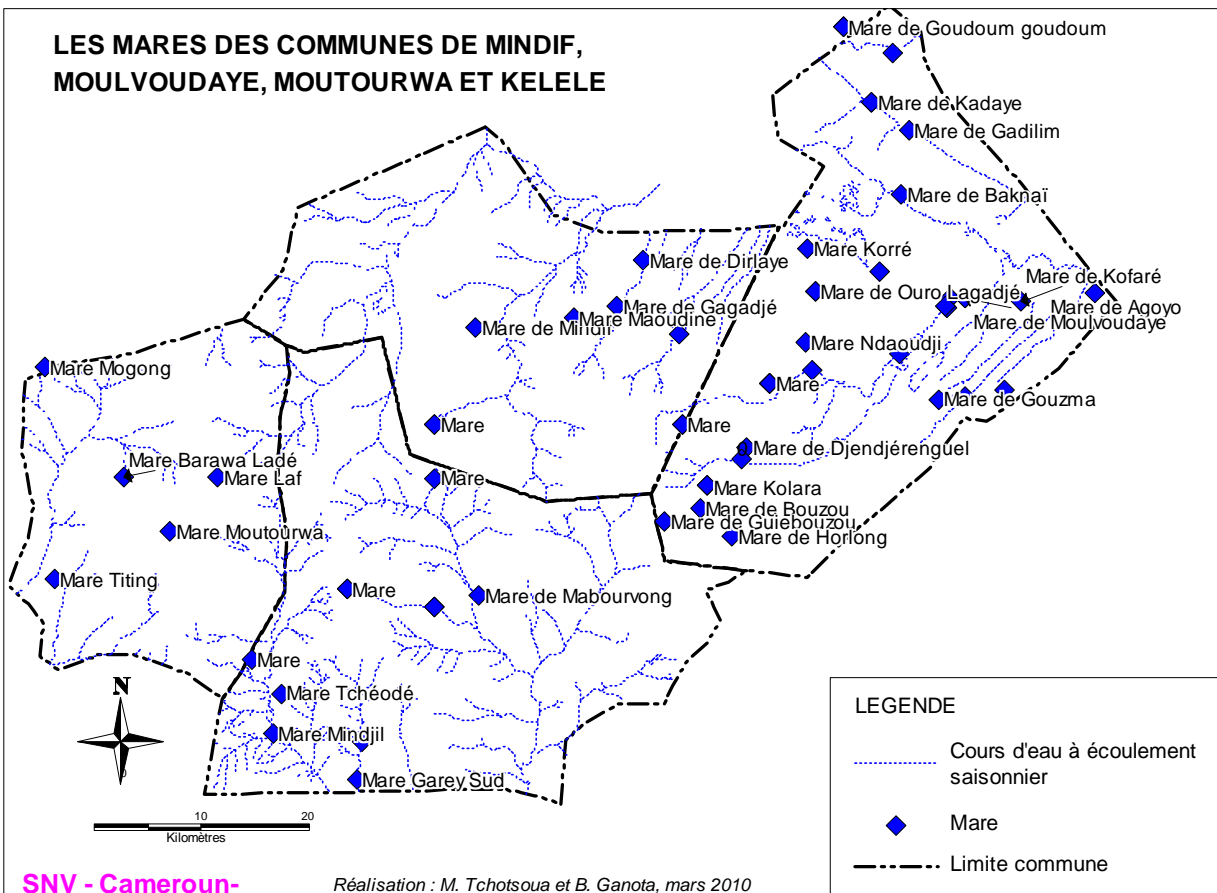 LES MARES DES COMMUNES DE MINDIF,
MOULVOUDAYE, MOUTOURWA ET KELELE
Mare de Goudoum goudoum
Mare de Kadaye
Mare de Gadilim
Mare de Baknaï
Mare Korré
Mare de Dirlaye
Mare de Kofaré
Mare de Ouro Lagadjé
Mare de Agoyo
Mare de Gagadjé
Mare Maoudine
Mare de Moulvoudaye
Mare de Mindif
Mare Ndaoudji
Mare Mogong
Mare
Mare de Gouzma
Mare
Mare
Mare de Djendjérenguel
Mare Barawa Ladé
Mare Laf
Mare
Mare Kolara
Mare de Bouzou
Mare de Guiebouzou
Mare Moutourwa
Mare de Horlong
Mare Titing
Mare
Mare de Mabourvong
Mare
N
Mare Tchéodé
Mare Mindjil
Mare Garey Sud
10
20
Kilomètres
LEGENDE
Cours d'eau à écoulement
saisonnier
Mare
Limite commune
SNV - Cameroun-
Réalisation : M. Tchotsoua et B. Ganota, mars 2010